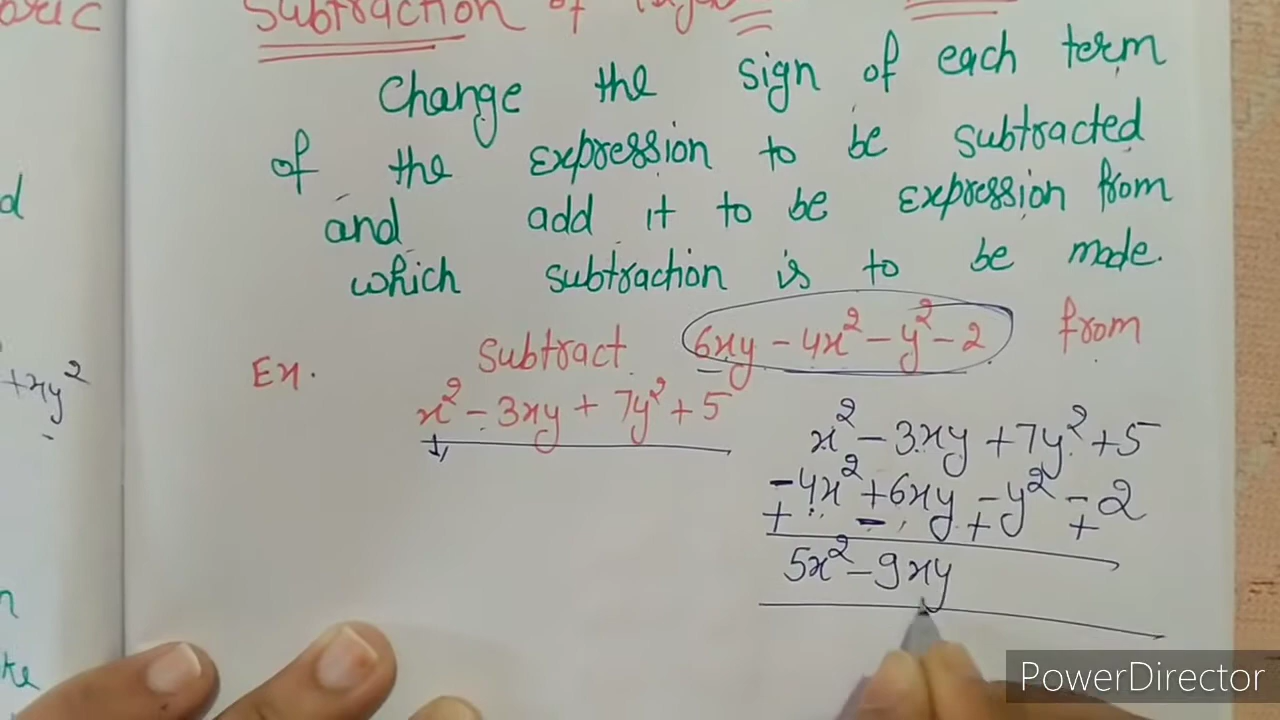 Subtraction of
Change the sign of each term
of the expression to be subtracted
and add it to be expression from
which subtraction is to be made.
Ex. Subtract 6xy - 4x² - y² - 2 from
x² - 3xy + 7y² + 5
x² - 3xy + 7y² + 5
-4x² + 6xy - y² - 2
+ - + +
5x² - 9xy
+xy²
d
PowerDirector